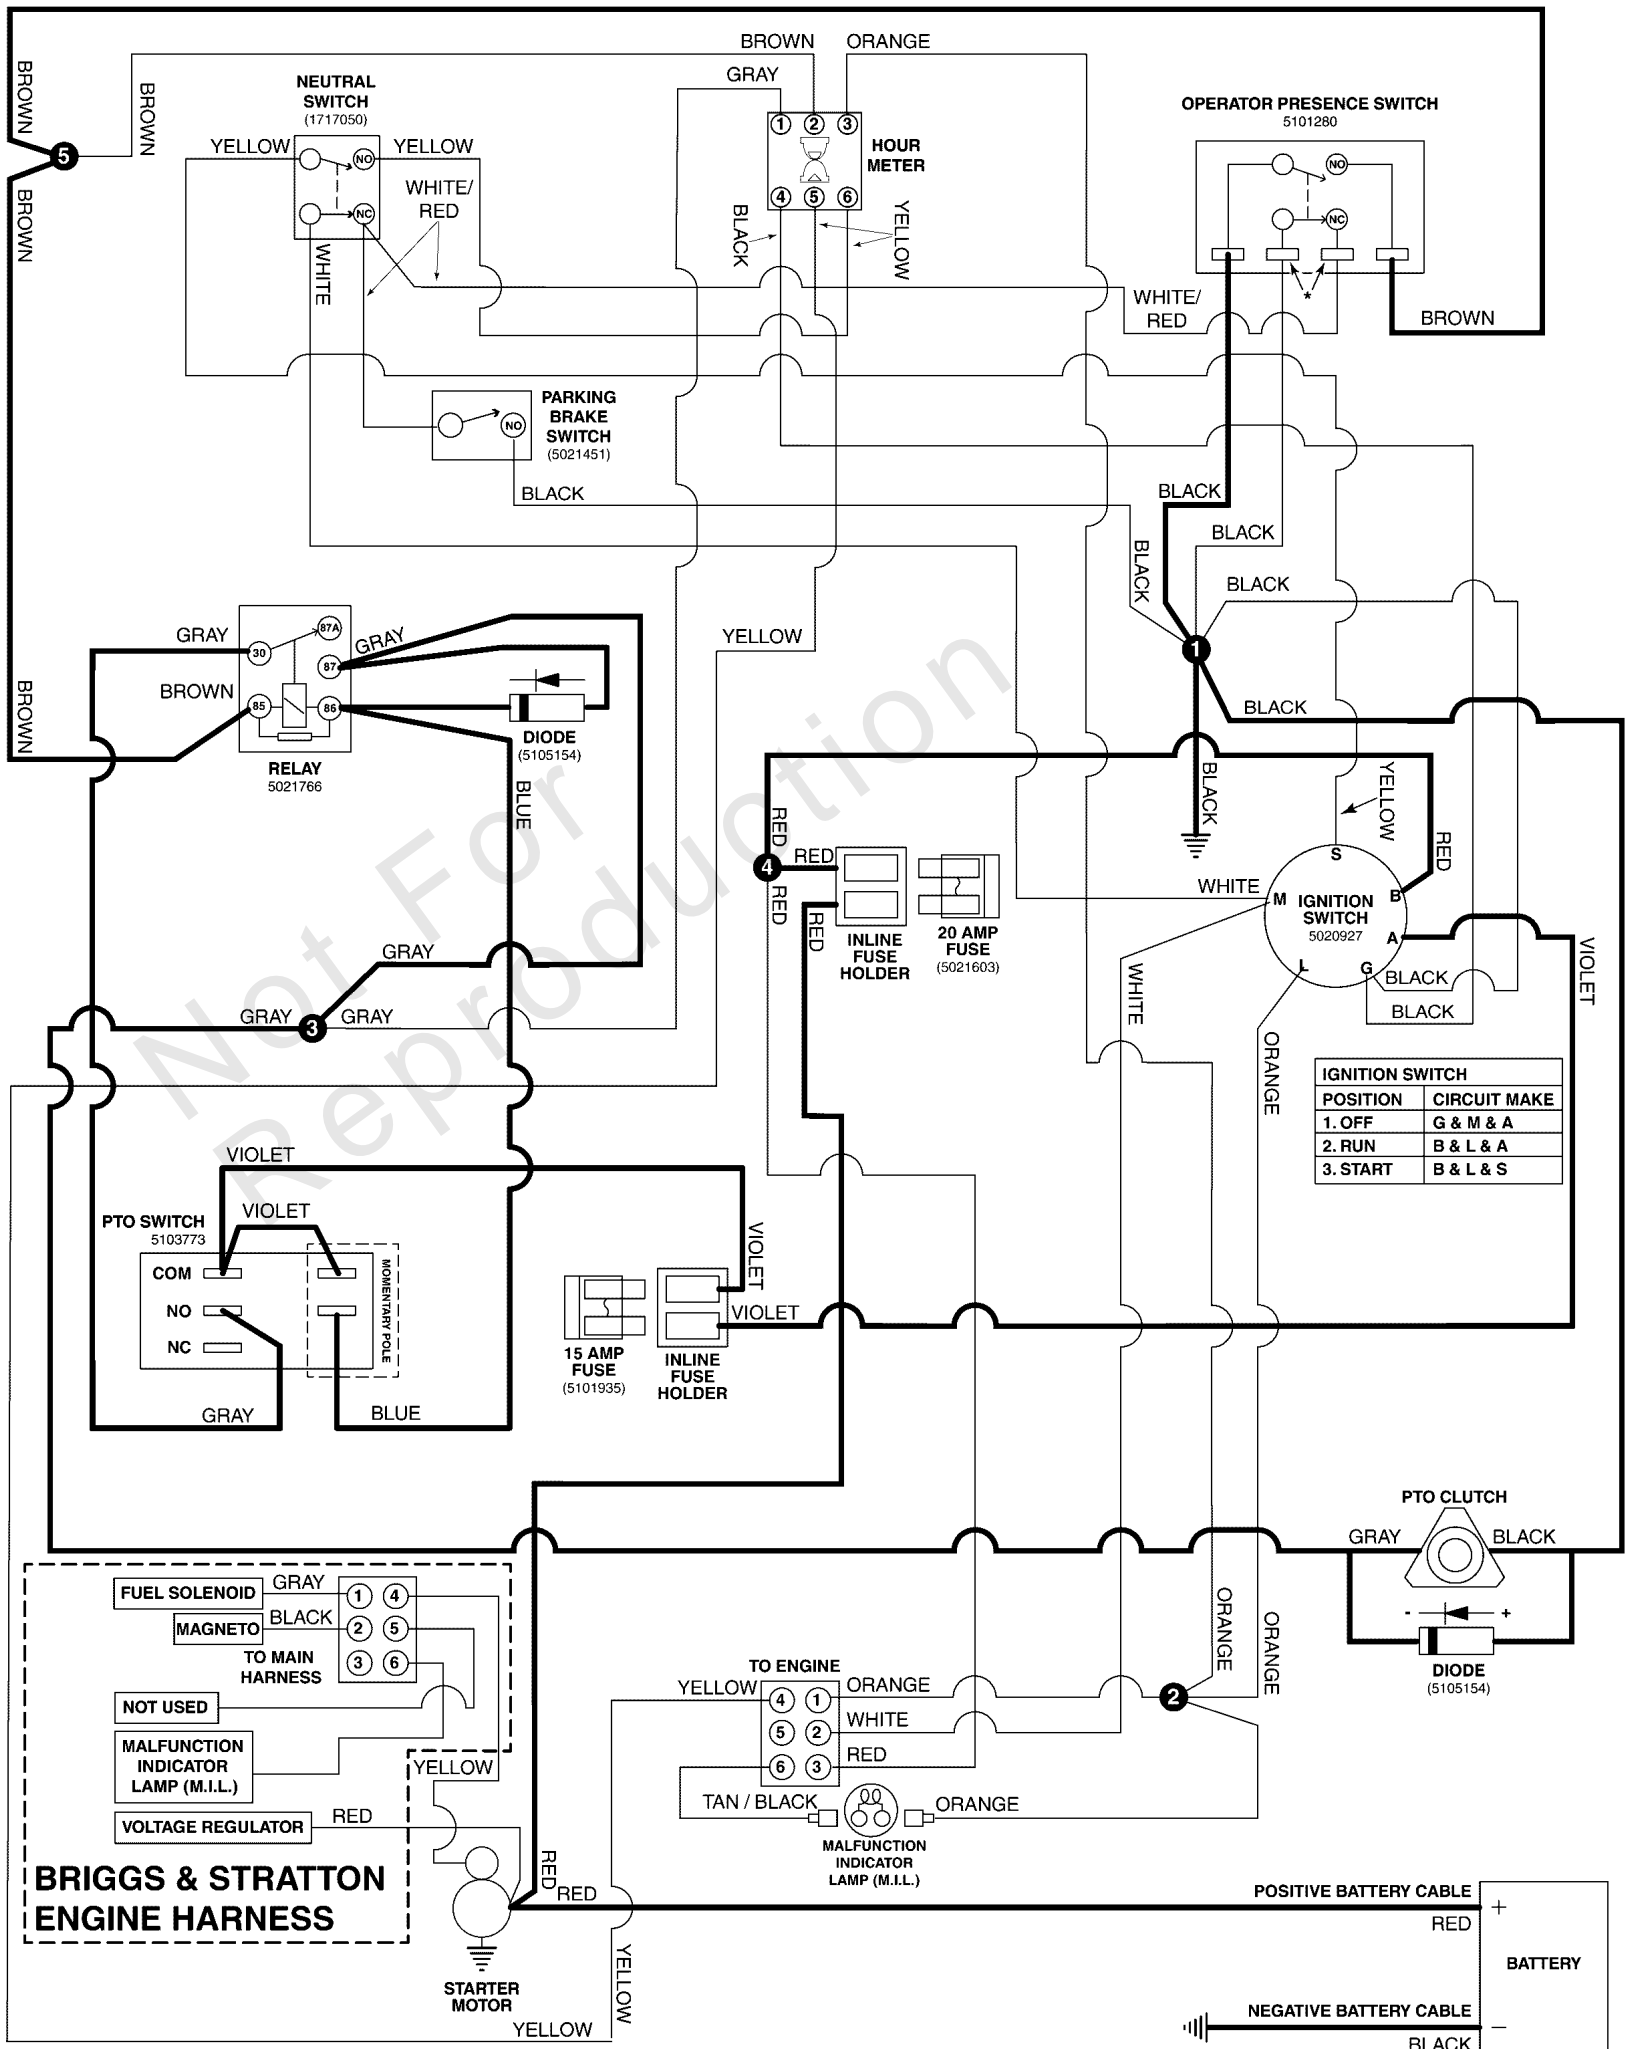 BROWN
ORANGE
GRAY
BROWN
BROWN
NEUTRAL
SWITCH
(1717050)
OPERATOR PRESENCE SWITCH
5101280
1 2 3
HOUR
METER
4 5 6
5
YELLOW
NO
YELLOW
NC
WHITE/
RED
NO
NC
BROWN
WHITE
BLACK
YELLOW
*
WHITE/
RED
BROWN
PARKING
BRAKE
SWITCH
(5021451)
NO
BLACK
BLACK
BLACK
BLACK
BLACK
1
BLACK
BLACK
GRAY
30
87A
87
GRAY
YELLOW
BROWN
BROWN
85
86
RELAY
5021766
DIODE
(5105154)
BLUE
Not For
Reproduction
RED
4
RED
RED
RED
INLINE
FUSE
HOLDER
20 AMP
FUSE
(5021603)
YELLOW
RED
WHITE
S
M
B
IGNITION
SWITCH
5020927
A
L
G
BLACK
BLACK
VIOLET
WHITE
ORANGE
GRAY
GRAY
3
GRAY
IGNITION SWITCH
POSITION CIRCUIT MAKE
1. OFF G & M & A
2. RUN B & L & A
3. START B & L & S
VIOLET
VIOLET
PTO SWITCH
5103773
COM
NO
NC
MOMENTARY POLE
GRAY
BLUE
VIOLET
VIOLET
15 AMP
FUSE
(5101935)
INLINE
FUSE
HOLDER
PTO CLUTCH
GRAY
BLACK
- +
DIODE
(5105154)
FUEL SOLENOID
GRAY
1 4
MAGNETO
BLACK
2 5
TO MAIN
HARNESS
3 6
NOT USED
MALFUNCTION
INDICATOR
LAMP (M.I.L.)
YELLOW
VOLTAGE REGULATOR
RED
BRIGGS & STRATTON
ENGINE HARNESS
ORANGE
ORANGE
TO ENGINE
YELLOW
4 1
ORANGE
2
5 2
WHITE
6 3
RED
TAN / BLACK
ORANGE
MALFUNCTION
INDICATOR
LAMP (M.I.L.)
RED
RED
STARTER
MOTOR
YELLOW
YELLOW
POSITIVE BATTERY CABLE
RED
+
BATTERY
NEGATIVE BATTERY CABLE
BLACK
–